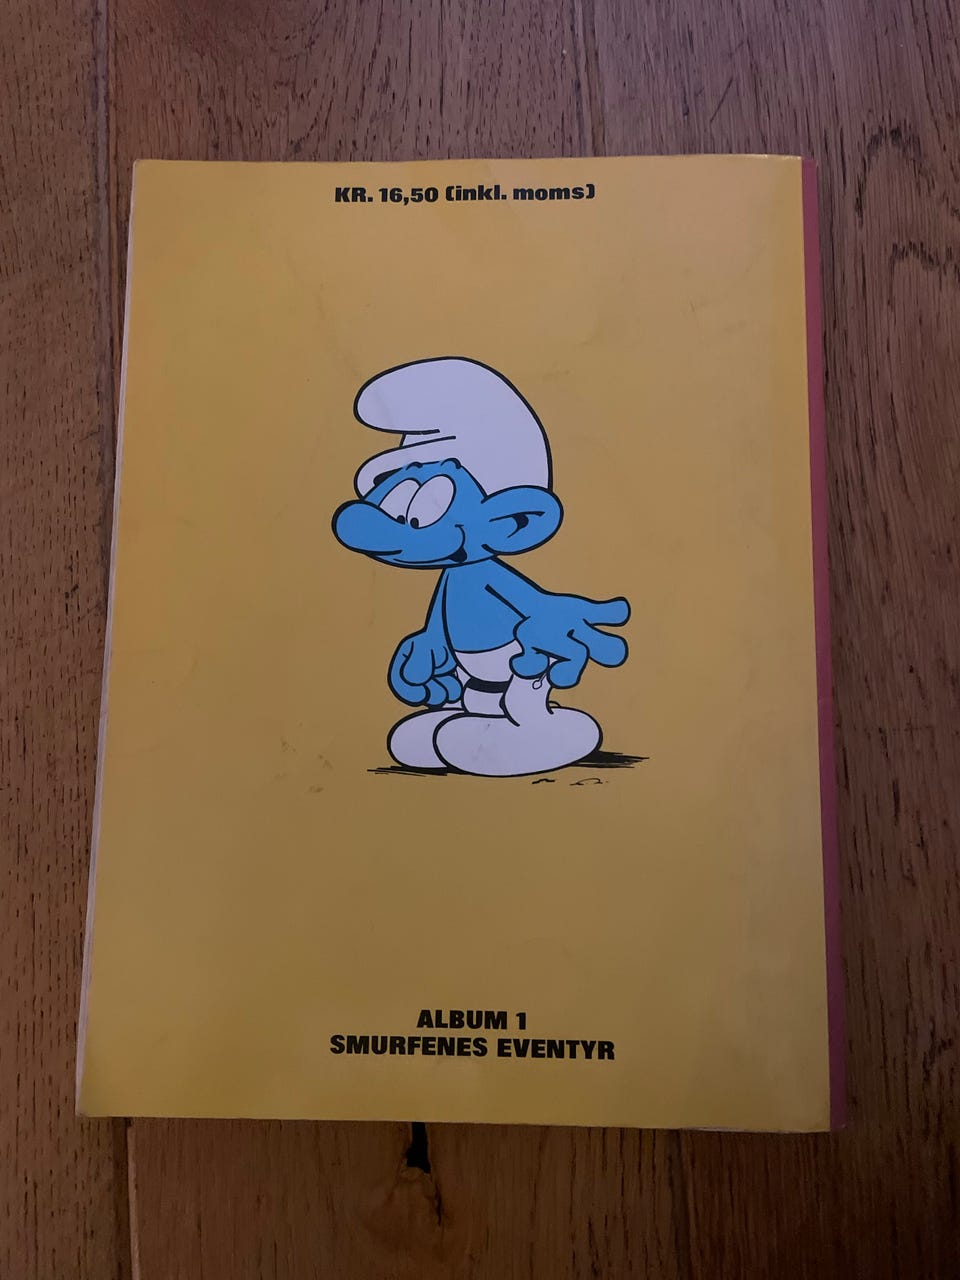 KR. 16,50 (inkl. moms)
ALBUM 1
SMURFENES EVENTYR